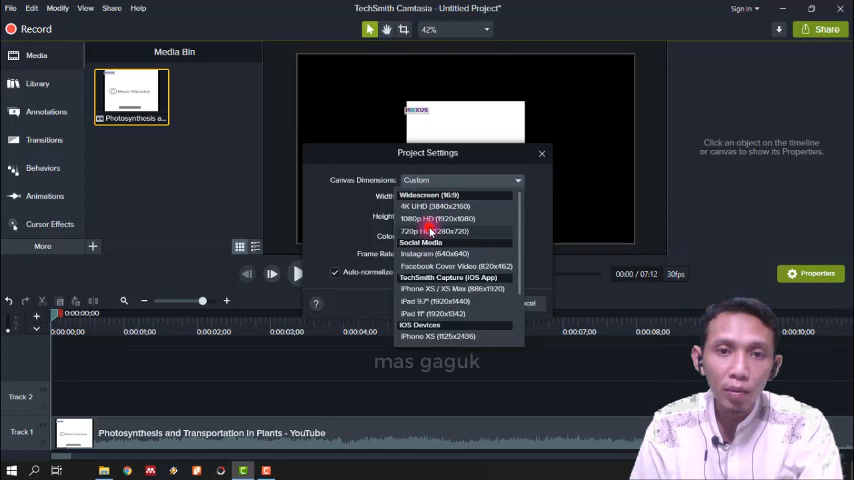 File Edit Modify View Share Help
TechSmith Camtasia - Untitled Project*
Sign in
Record
42%
Share
Media
Library
Annotations
Transitions
Behaviors
Animations
Cursor Effects
More
Media Bin
Photosynthesis a...
Click an object on the timeline
or canvas to show its Properties.
Project Settings
Canvas Dimensions: Custom
Width
Height
Color
Frame Rate
Auto-normalize
Widescreen (16:9)
4K UHD (3840x2160)
1080p HD (1920x1080)
720p HD (1280x720)
Social Media
Instagram (640x640)
Facebook Cover Video (820x462)
TechSmith Capture (iOS App)
iPhone XS / XS Max (886x1920)
iPad 9.7" (1920x1440)
iPad 11" (1920x1342)
iOS Devices
iPhone XS (1125x2436)
00:00 / 07:12 30fps
Properties
0:00:00;00
0:00:00;00 0:00:01;00 0:00:02;00 0:00:03;00
0:00:07;00 0:00:08;00 0:00:10;00
mas gaguk
Track 2
Track 1
Photosynthesis and Transportation in Plants - YouTube